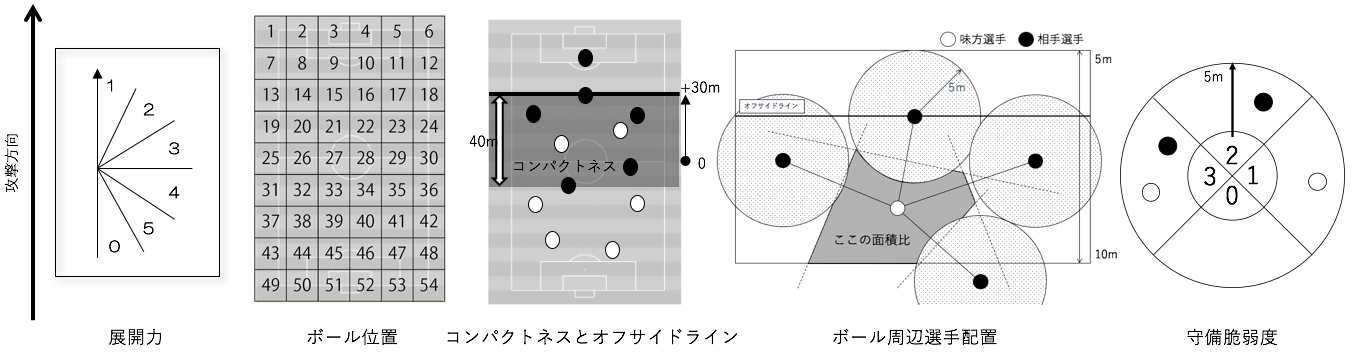 攻撃方向
1
2
3
4
5
0
展開力
1 2 3 4 5 6
7 8 9 10 11 12
13 14 15 16 17 18
19 20 21 22 23 24
25 26 27 28 29 30
31 32 33 34 35 36
37 38 39 40 41 42
43 44 45 46 47 48
49 50 51 52 53 54
ボール位置
+30m
40m
コンパクトネス
0
コンパクトネスとオフサイドライン
味方選手 相手選手
5m
5m
オフサイドライン
ここの面積比
10m
ボール周辺選手配置
5m
2
3 1
0
守備脆弱度